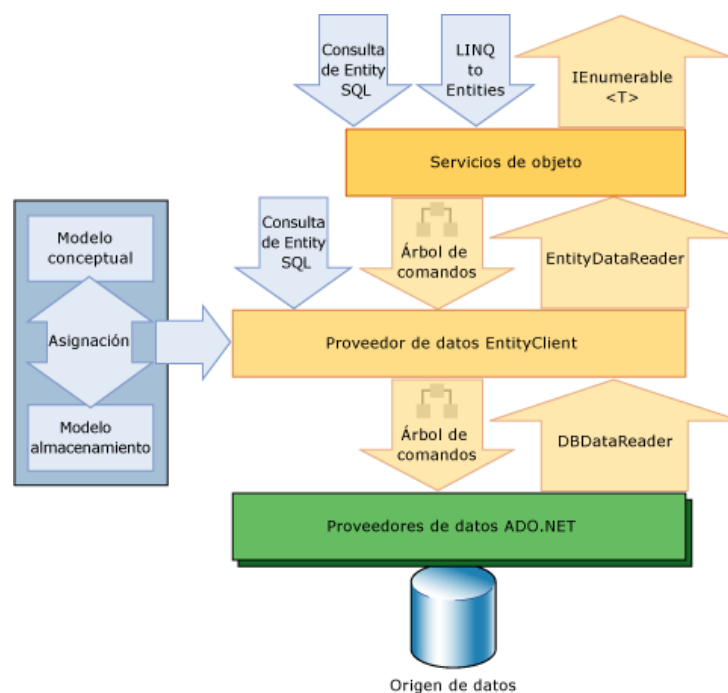 Consulta
de Entity
SQL
LINQ
to
Entities
IEnumerable
<T>
Servicios de objeto
Consulta
de Entity
SQL
Árbol de
comandos
EntityDataReader
Modelo
conceptual
Asignación
Modelo
almacenamiento
Proveedor de datos EntityClient
Árbol de
comandos
DBDataReader
Proveedores de datos ADO.NET
Origen de datos